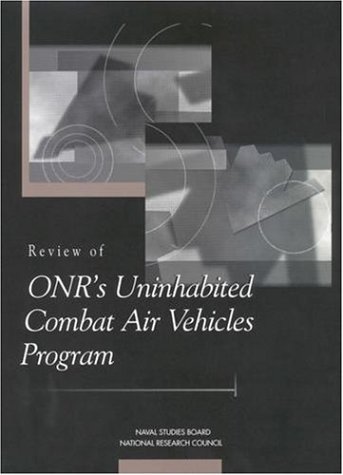 Review of
ONR's Uninhabited
Combat Air Vehicles
Program
NAVAL STUDIES BOARD
NATIONAL RESEARCH COUNCIL